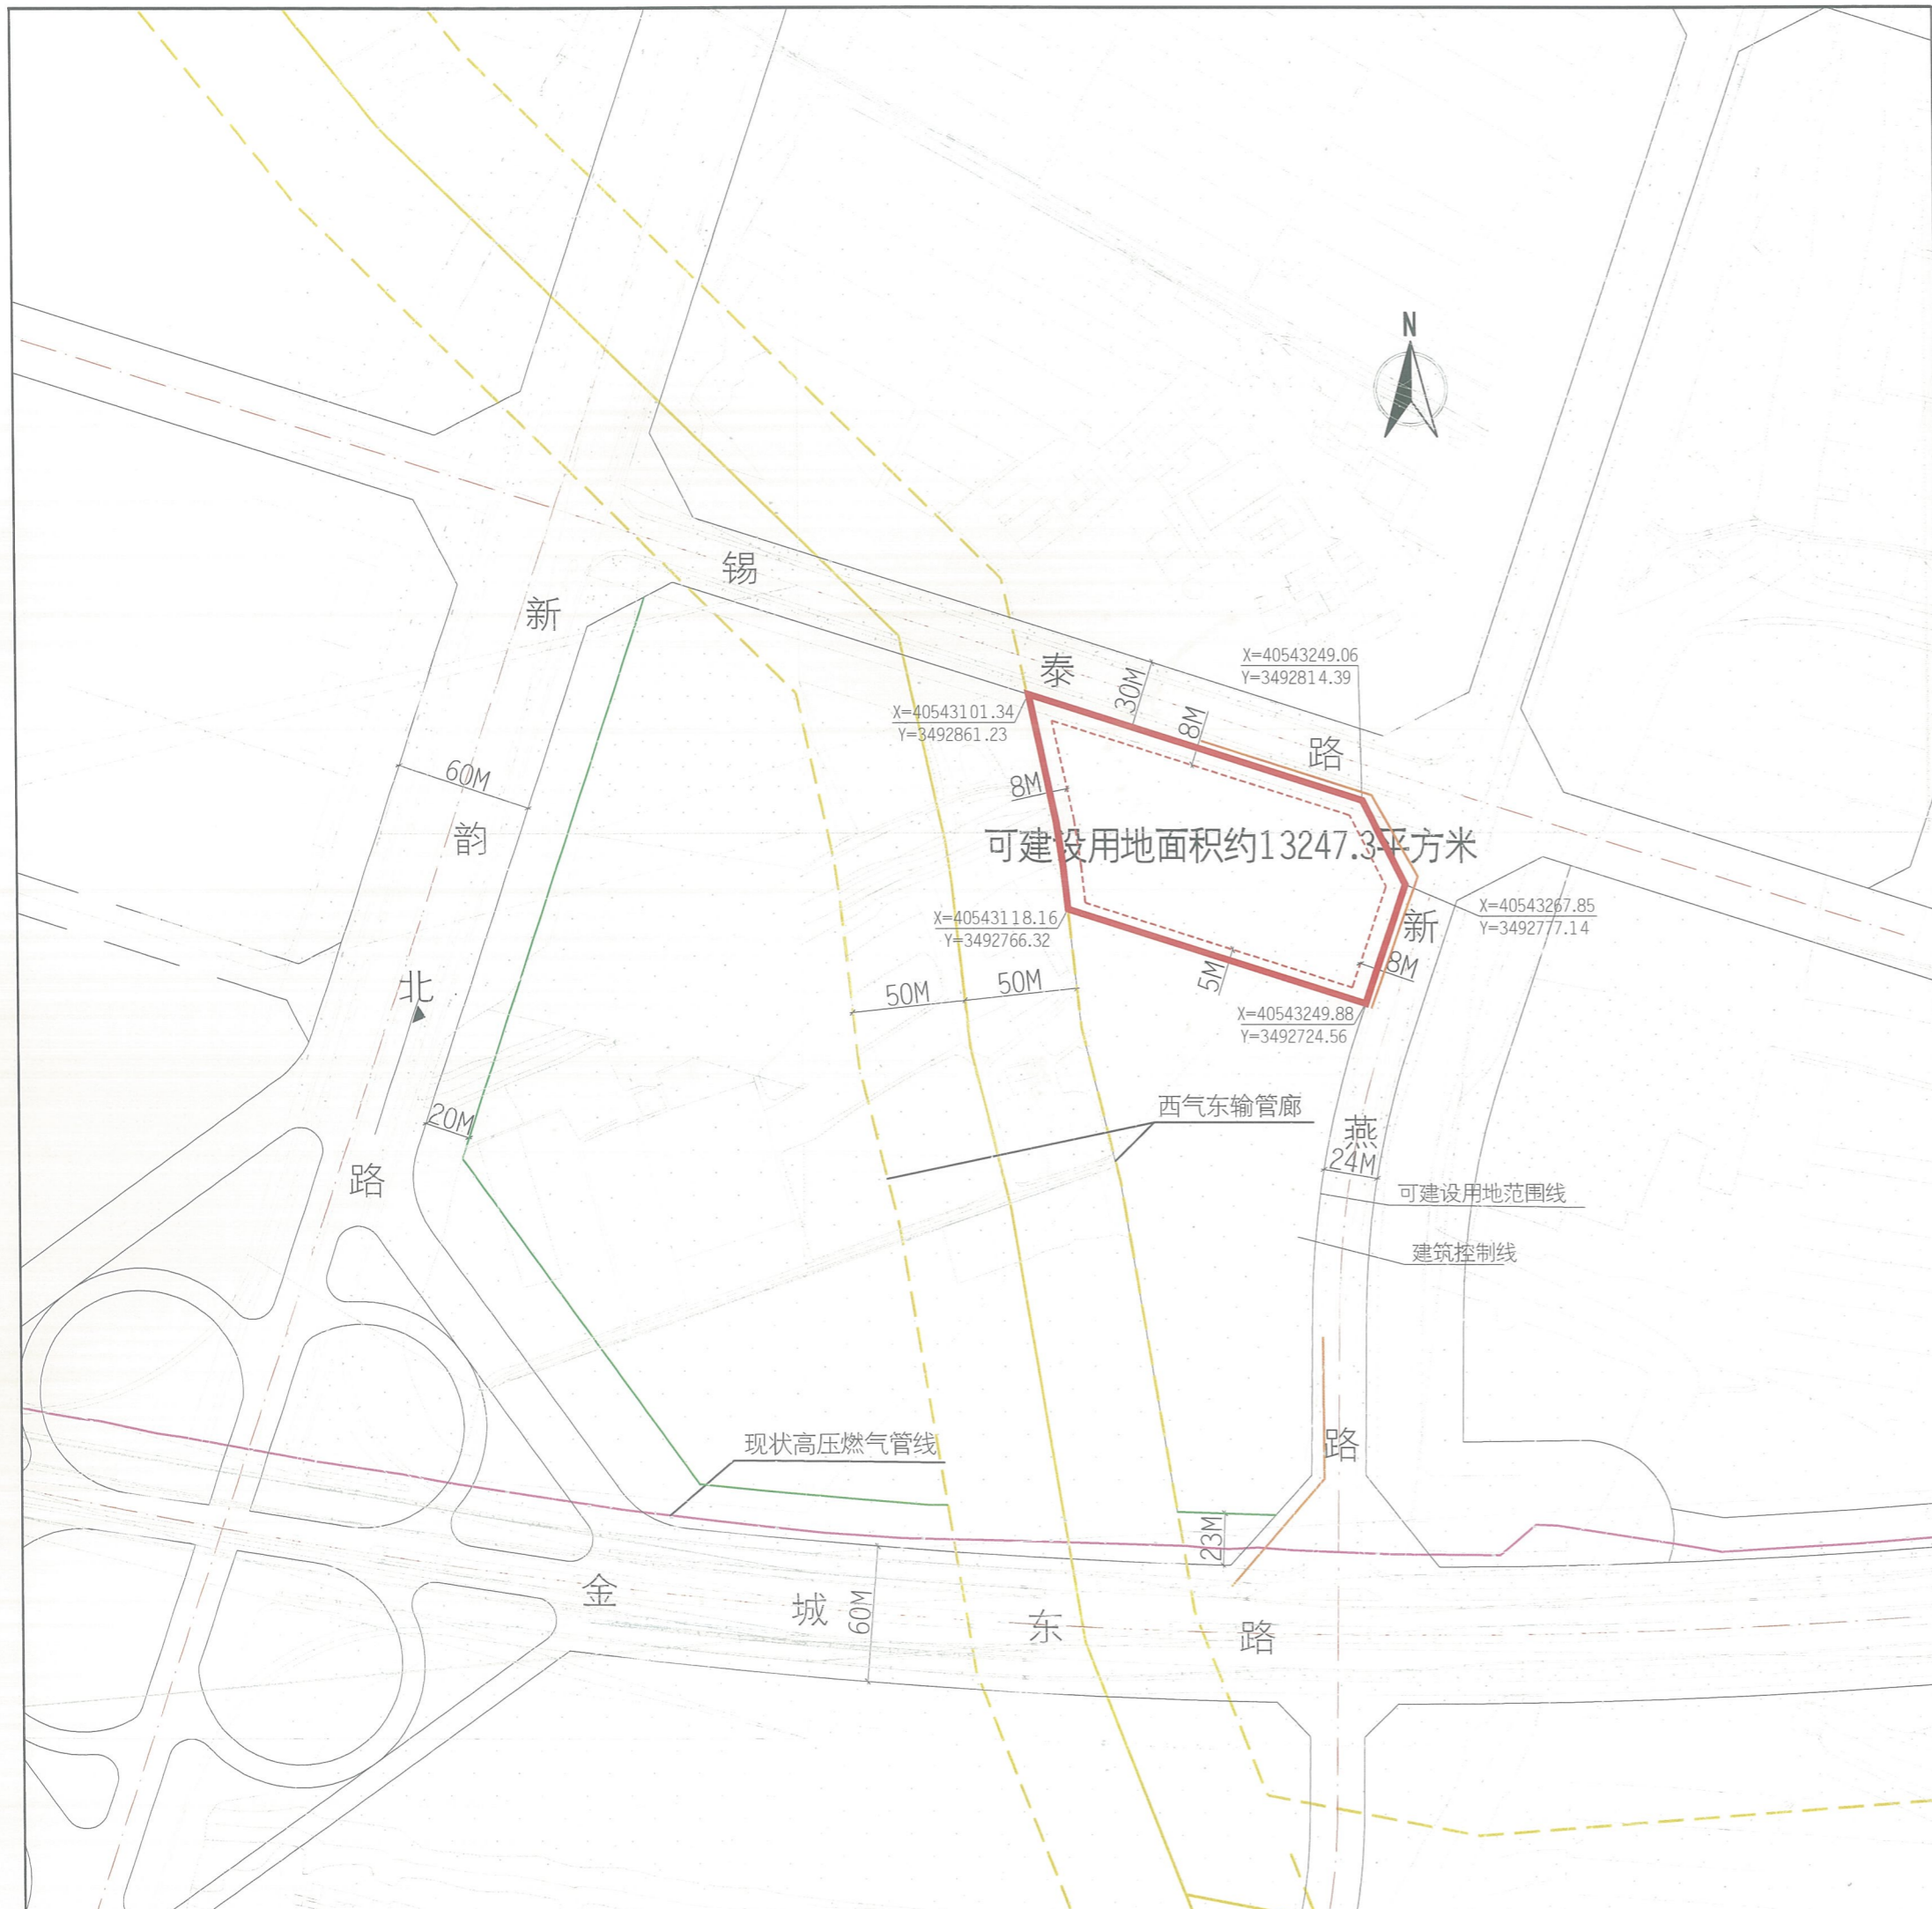 N
锡
新
泰
30M
X=40543249.06
Y=3492814.39
X=40543101.34
Y=3492861.23
8M
路
60M
8M
韵
可建设用地面积约13247.3平方米
X=40543118.16
Y=3492766.32
新
X=40543267.85
Y=3492777.14
北
50M
50M
5M
8M
X=40543249.88
Y=3492724.56
20M
西气东输管廊
燕
24M
路
可建设用地范围线
建筑控制线
现状高压燃气管线
路
23M
金
城
60M
东
路